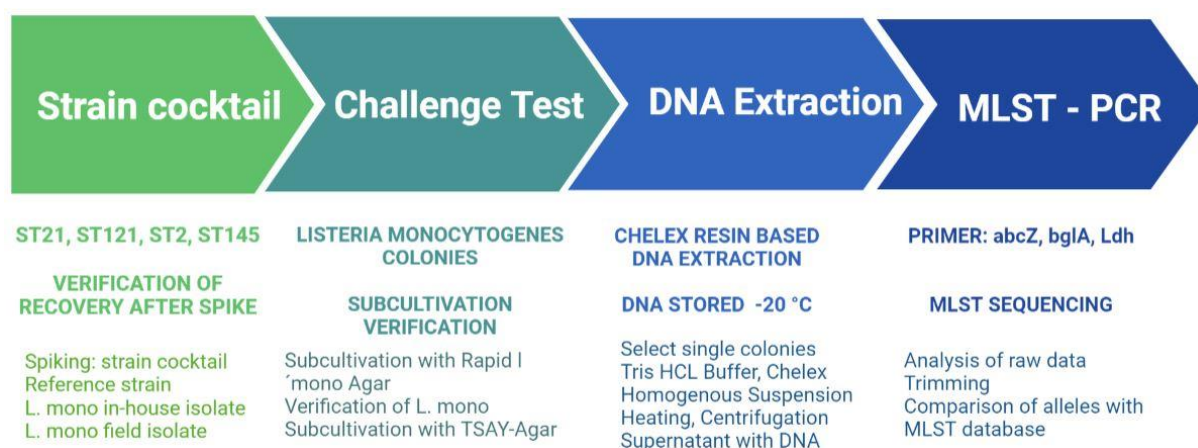 Strain cocktail
Challenge Test
DNA Extraction
MLST - PCR
ST21, ST121, ST2, ST145
VERIFICATION OF
RECOVERY AFTER SPIKE
Spiking: strain cocktail
Reference strain
L. mono in-house isolate
L. mono field isolate
LISTERIA MONOCYTOGENES
COLONIES
SUBCULTIVATION
VERIFICATION
Subcultivation with Rapid l
´mono Agar
Verification of L. mono
Subcultivation with TSAY-Agar
CHELEX RESIN BASED
DNA EXTRACTION
DNA STORED -20 °C
Select single colonies
Tris HCL Buffer, Chelex
Homogenous Suspension
Heating, Centrifugation
Supernatant with DNA
PRIMER: abcZ, bglA, Ldh
MLST SEQUENCING
Analysis of raw data
Trimming
Comparison of alleles with
MLST database